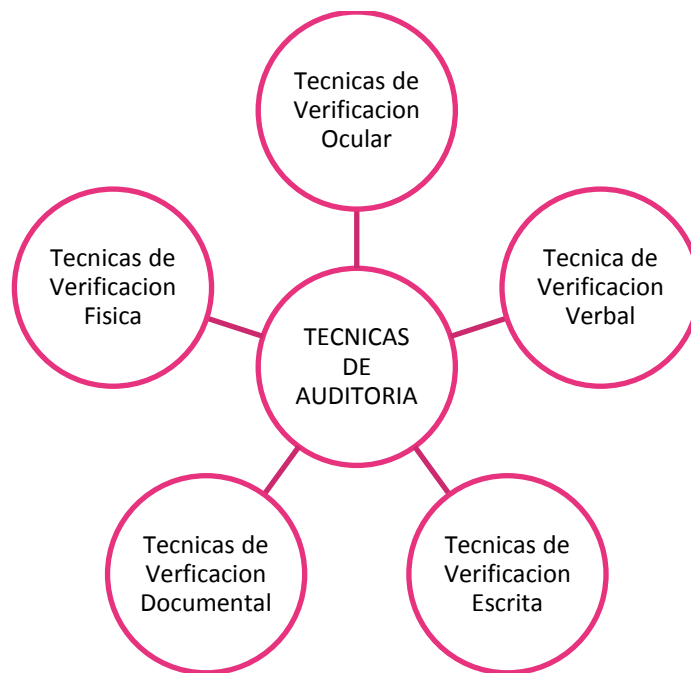 Tecnicas de
Verificacion
Ocular
Tecnicas de
Verificacion
Fisica
Tecnica de
Verificacion
Verbal
TECNICAS
DE
AUDITORIA
Tecnicas de
Verficacion
Documental
Tecnicas de
Verificacion
Escrita